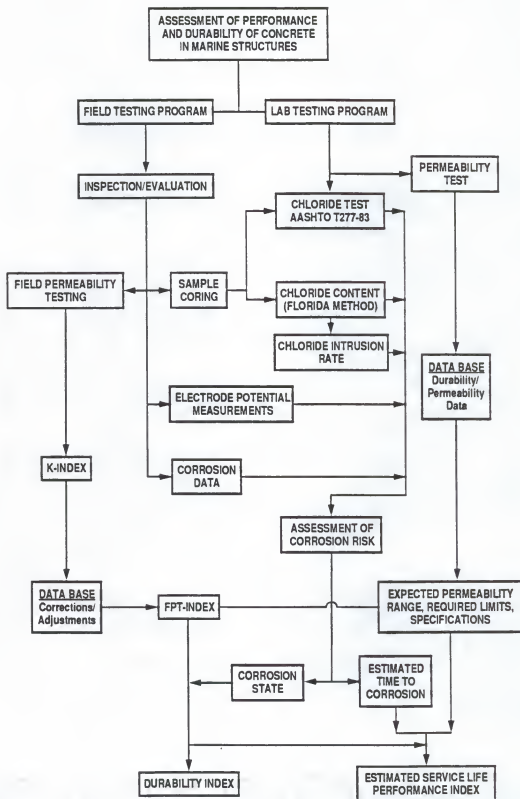 ASSESSMENT OF PERFORMANCE
AND DURABILITY OF CONCRETE
IN MARINE STRUCTURES
FIELD TESTING PROGRAM
LAB TESTING PROGRAM
INSPECTION/EVALUATION
PERMEABILITY
TEST
CHLORIDE TEST
AASHTO T277-83
FIELD PERMEABILITY
TESTING
SAMPLE
CORING
CHLORIDE CONTENT
(FLORIDA METHOD)
CHLORIDE INTRUSION
RATE
DATA BASE
Durability/
Permeability
Data
ELECTRODE POTENTIAL
MEASUREMENTS
K-INDEX
CORROSION
DATA
ASSESSMENT OF
CORROSION RISK
DATA BASE
Corrections/
Adjustments
FPT-INDEX
EXPECTED PERMEABILITY
RANGE, REQUIRED LIMITS,
SPECIFICATIONS
CORROSION
STATE
ESTIMATED
TIME TO
CORROSION
DURABILITY INDEX
ESTIMATED SERVICE LIFE
PERFORMANCE INDEX